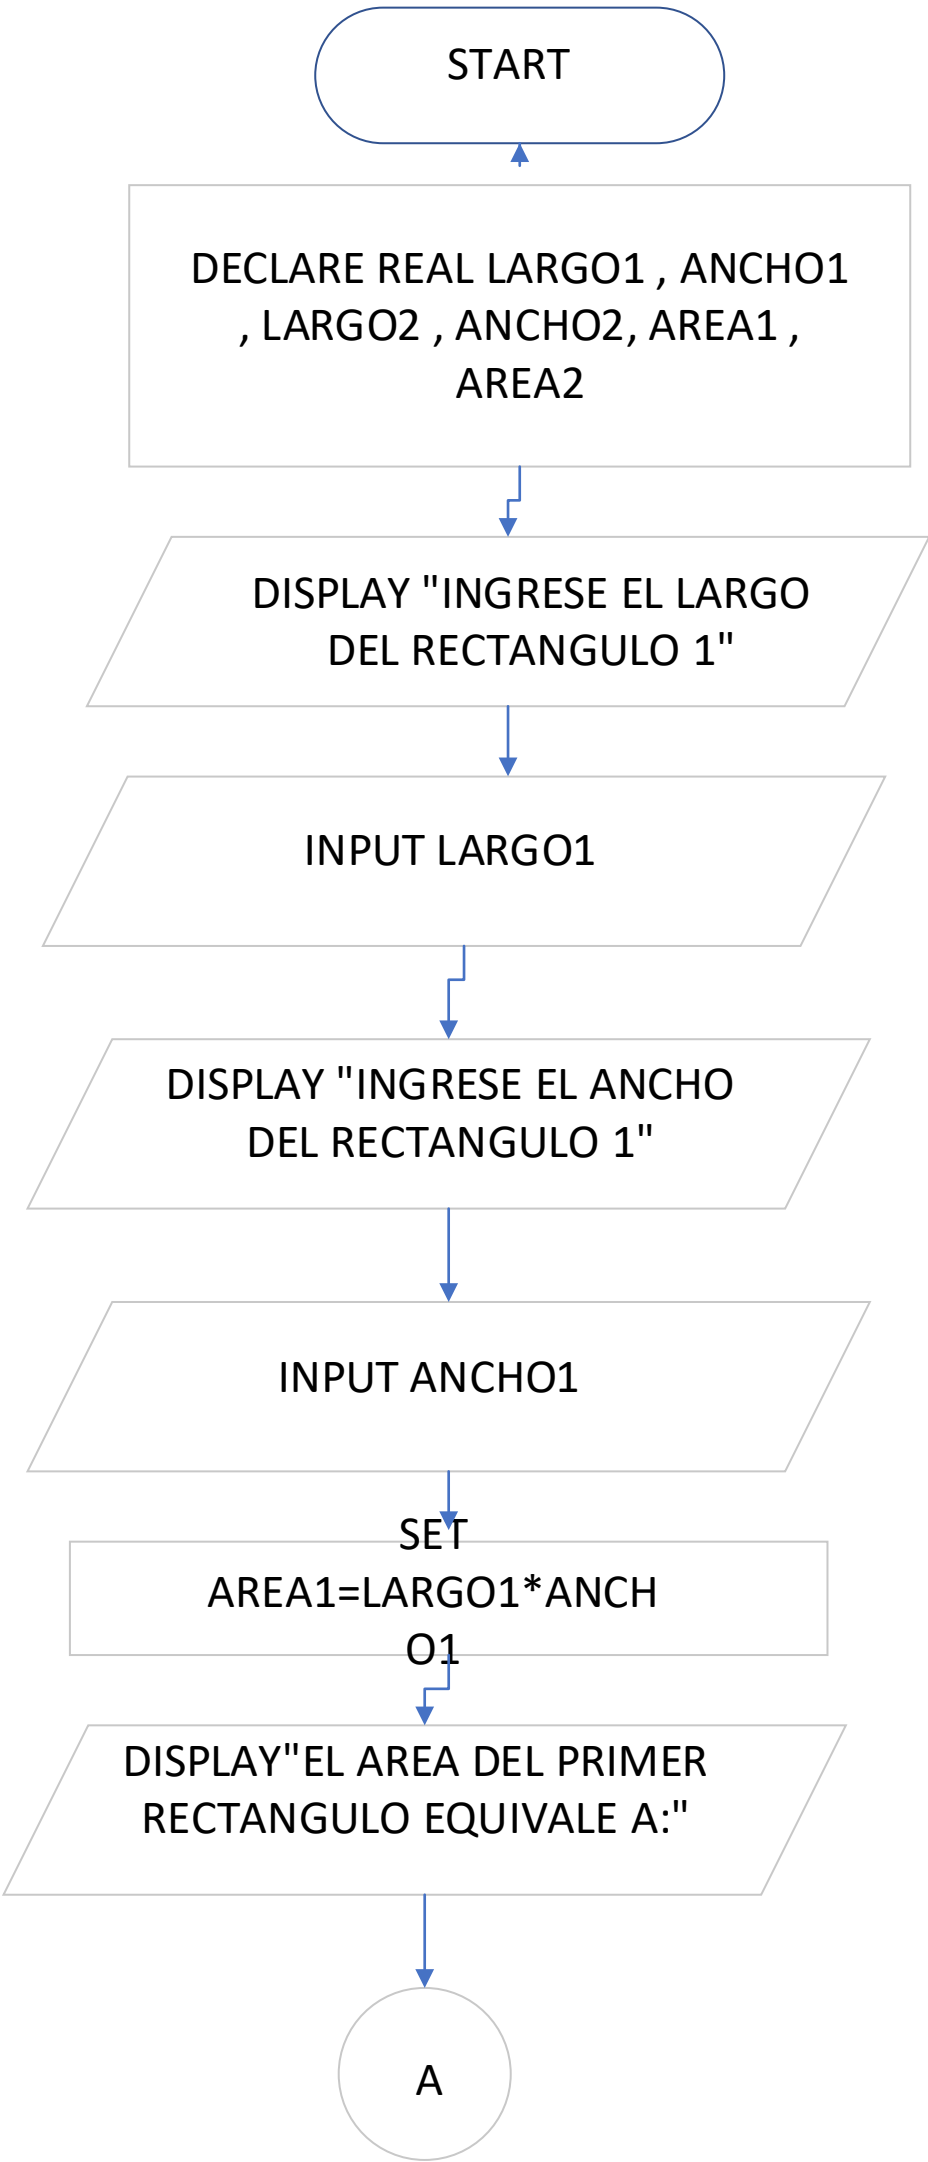 START
DECLARE REAL LARGO1 , ANCHO1
, LARGO2 , ANCHO2, AREA1 ,
AREA2
DISPLAY "INGRESE EL LARGO
DEL RECTANGULO 1"
INPUT LARGO1
DISPLAY "INGRESE EL ANCHO
DEL RECTANGULO 1"
INPUT ANCHO1
SET
AREA1=LARGO1*ANCH
O1
DISPLAY"EL AREA DEL PRIMER
RECTANGULO EQUIVALE A:"
A